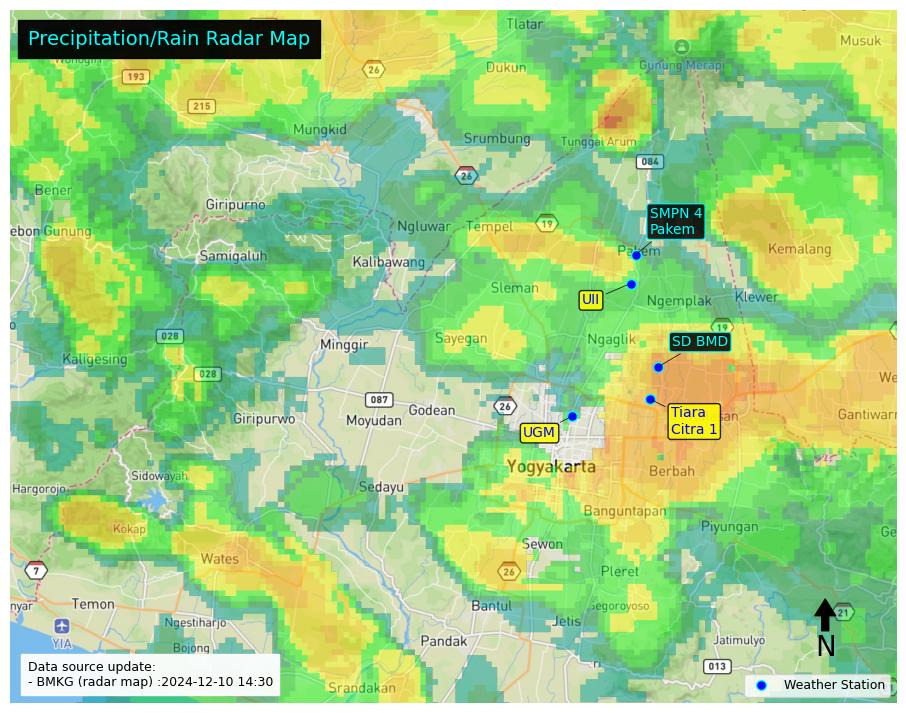 Precipitation/Rain Radar Map
Tlatar
Musuk
Wonogiri
26
Gunung Merapi
193
Dukun
215
Mungkid
Srumbung
Tunggal Arum
084
26
Bener
Giripurno
SMPN 4
Pakem
Ngluwar
Tempel
19
ebon Gunung
Pakem
Kemalang
Samigaluh
Kalibawang
Sleman
UII
Ngemplak
Klewer
028
Minggir
Sayegan
Ngaglik
19
SD BMD
Kaligesing
028
We
087
26
Godean
Tiara
Citra 1
san
Gantiwarn
Giripurwo
Moyudan
UGM
Yogyakarta
Berbah
Sidowayah
Hargorojo
Sedayu
Banguntapan
Kokap
Piyungan
Ge
Sewon
Wates
7
26
Pleret
nyar
Temon
Bantul
Segoroyoso
21
YIA
Ngestiharjo
Jetis
Bojong
Pandak
Jatimulyo
N
013
Srandakan
Data source update:
- BMKG (radar map) :2024-12-10 14:30
Weather Station